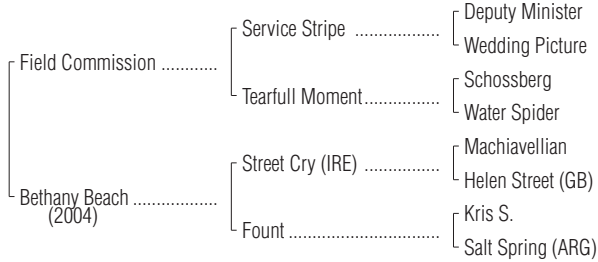 Deputy Minister
Service Stripe ..................
Wedding Picture
Field Commission ............
Schossberg
Tearfull Moment................
Water Spider
Machiavellian
Street Cry (IRE) ................
Helen Street (GB)
Bethany Beach ..................
(2004)
Kris S.
Fount ................................
Salt Spring (ARG)